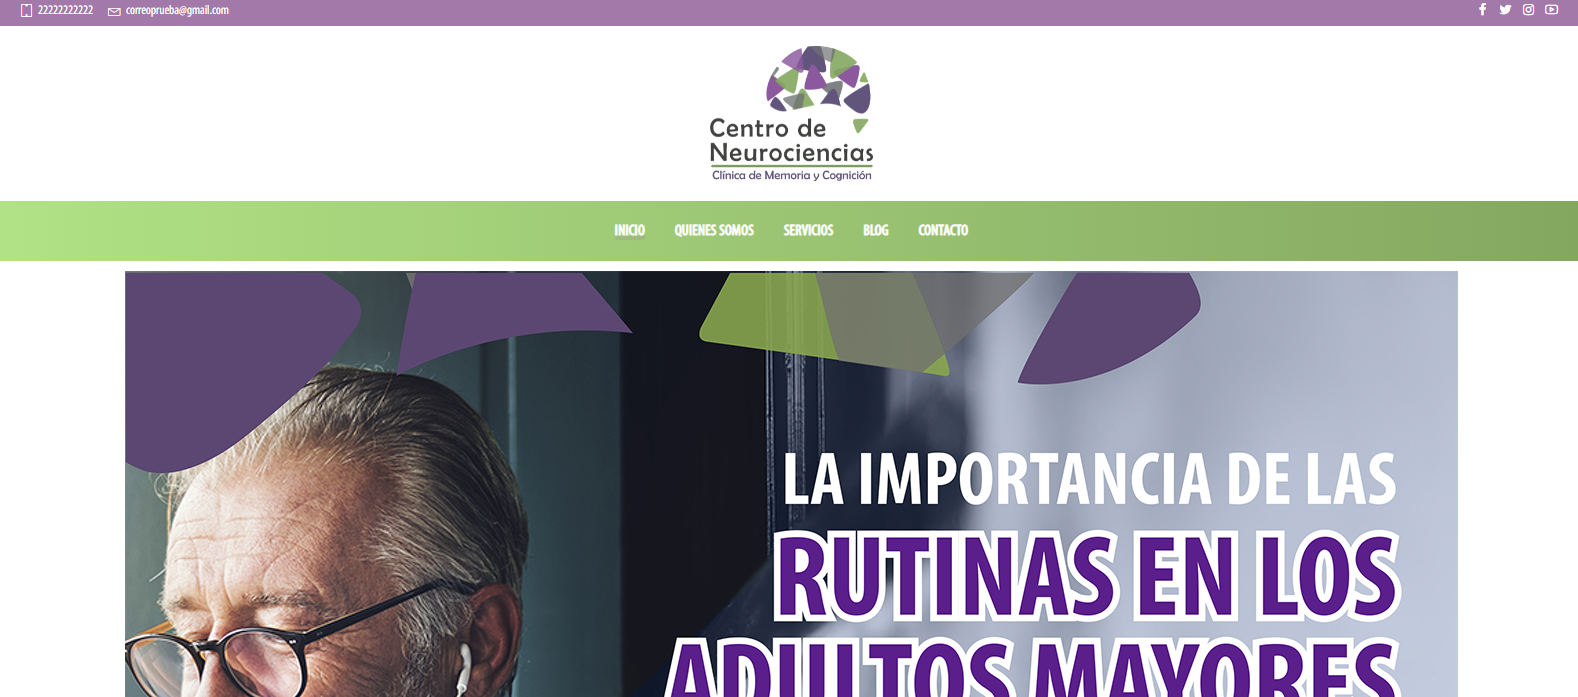 22222222222 correoprueba@gmail.com
Centro de
Neurociencias
Clínica de Memoria y Cognición
INICIO QUIENES SOMOS SERVICIOS BLOG CONTACTO
LA IMPORTANCIA DE LAS
RUTINAS EN LOS
ADULTOS MAYORES